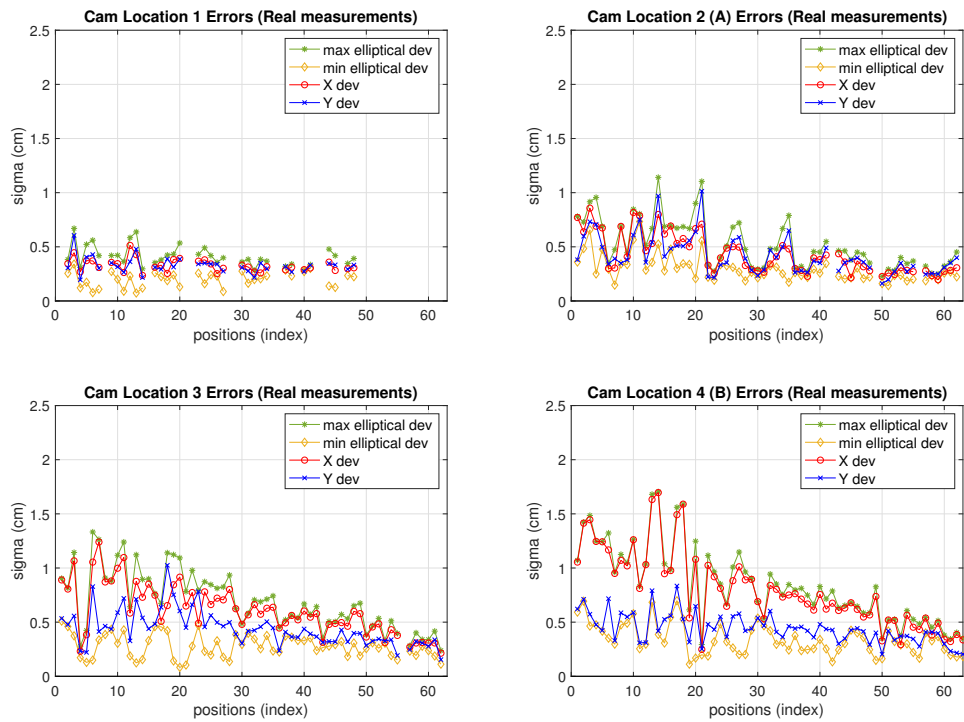 Cam Location 1 Errors (Real measurements)
2.5
2
1.5
1
0.5
0
sigma (cm)
max elliptical dev
min elliptical dev
X dev
Y dev
0 10 20 30 40 50 60
positions (index)
Cam Location 2 (A) Errors (Real measurements)
2.5
2
1.5
1
0.5
0
sigma (cm)
max elliptical dev
min elliptical dev
X dev
Y dev
0 10 20 30 40 50 60
positions (index)
Cam Location 3 Errors (Real measurements)
2.5
2
1.5
1
0.5
0
sigma (cm)
max elliptical dev
min elliptical dev
X dev
Y dev
0 10 20 30 40 50 60
positions (index)
Cam Location 4 (B) Errors (Real measurements)
2.5
2
1.5
1
0.5
0
sigma (cm)
max elliptical dev
min elliptical dev
X dev
Y dev
0 10 20 30 40 50 60
positions (index)